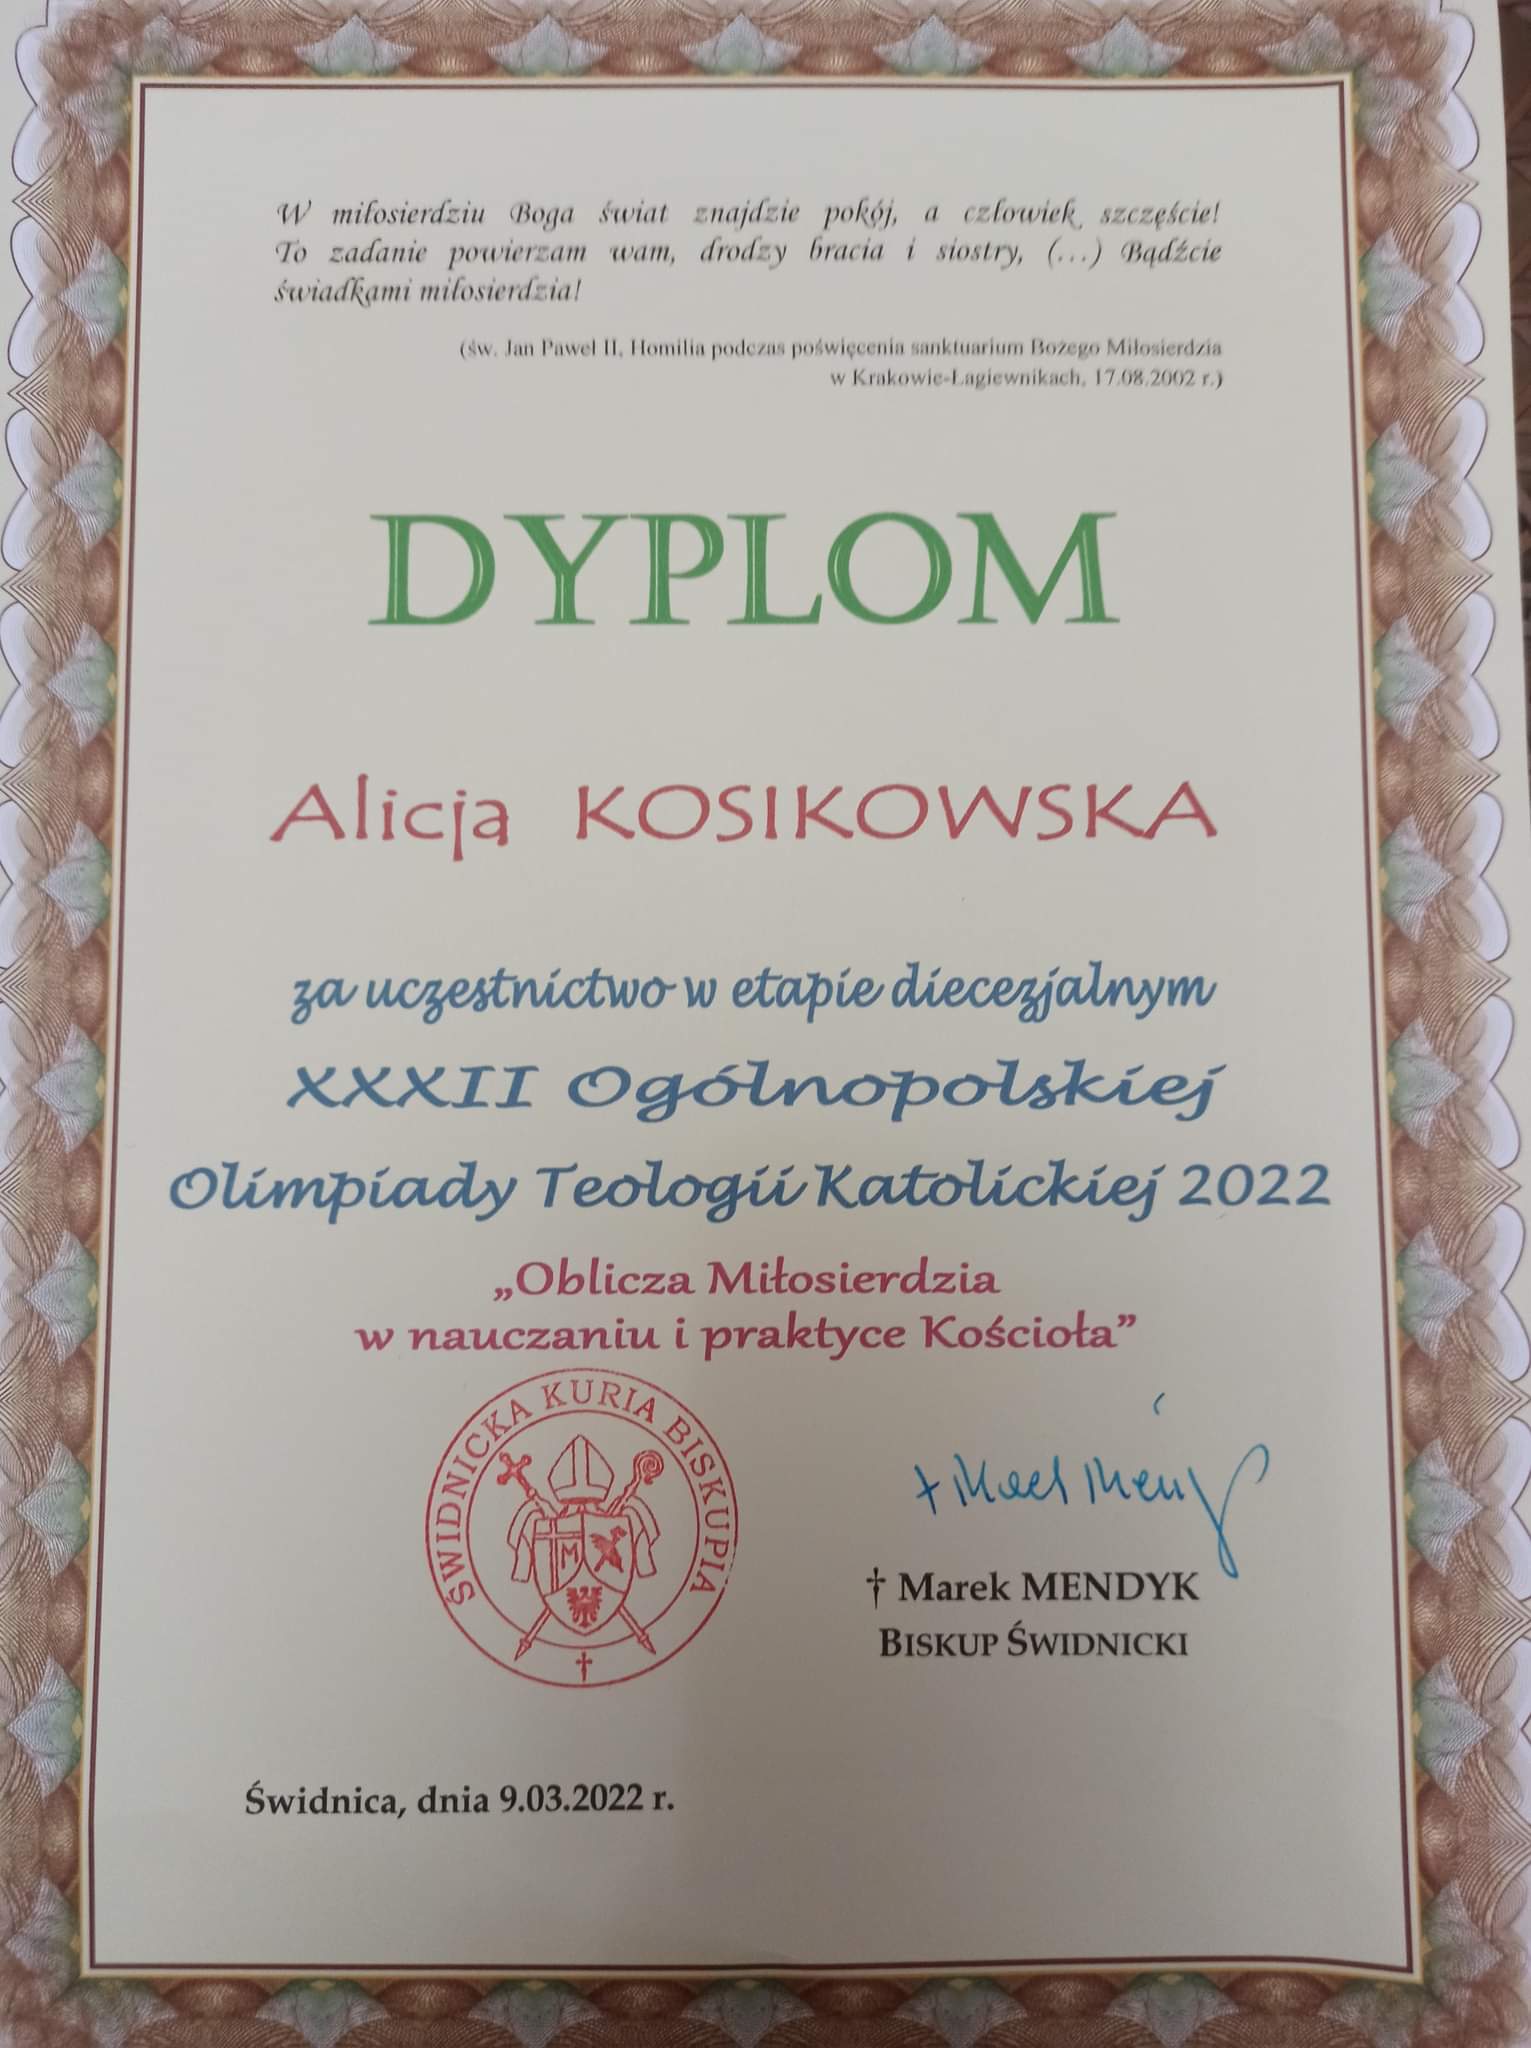 W miłosierdziu Boga świat znajdzie pokój, a człowiek szczęście!
To zadanie powierzam wam, drodzy bracia i siostry, (…) Bądźcie
świadkami miłosierdzia!
(św. Jan Paweł II, Homilia podczas poświęcenia sanktuarium Bożego Miłosierdzia
w Krakowie-Łagiewnikach, 17.08.2002 r.)
DYPLOM
Alicja KOSIKOWSKA
za uczestnictwo w etapie diecezjalnym
XXXII Ogólnopolskiej
Olimpiady Teologii Katolickiej 2022
„Oblicza Miłosierdzia
w nauczaniu i praktyce Kościoła”
ŚWIDNICKA KURIA BISKUPIA
M
† Marek MENDYK
BISKUP ŚWIDNICKI
Świdnica, dnia 9.03.2022 r.